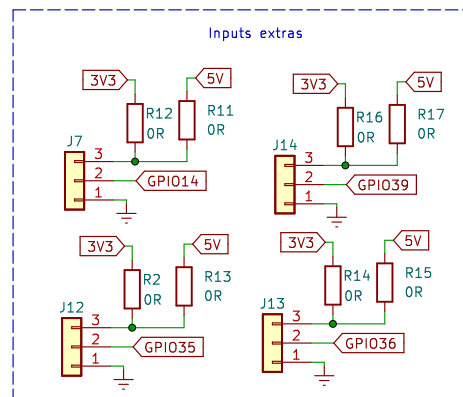 Inputs extras
3V3
5V
R12
0R
R11
0R
J7
3
2
1
GPIO14
3V3
5V
R16
0R
R17
0R
J14
3
2
1
GPIO39
3V3
5V
R2
0R
R13
0R
J12
3
2
1
GPIO35
3V3
5V
R14
0R
R15
0R
J13
3
2
1
GPIO36